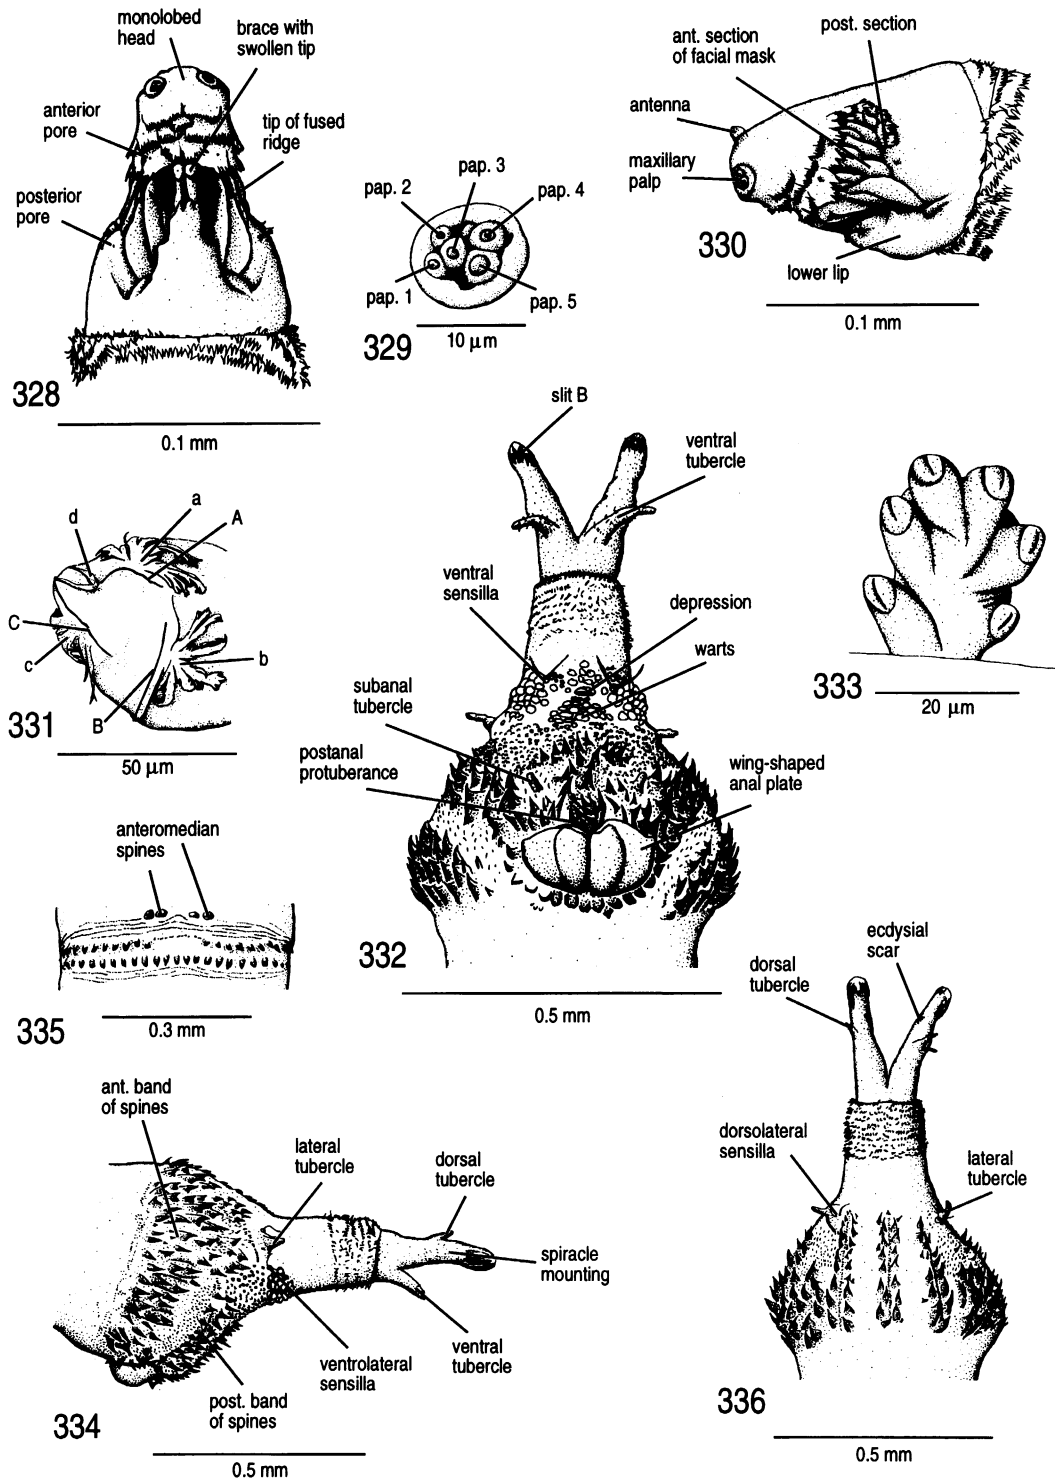 monolobed
head
brace with
swollen tip
anterior
pore
tip of fused
ridge
posterior
pore
328
0.1 mm
pap. 3
pap. 2
pap. 4
pap. 1
pap. 5
329
10 µm
post. section
ant. section
of facial mask
antenna
maxillary
palp
330
lower lip
0.1 mm
a
d
A
C
c
b
B
331
50 µm
slit B
ventral
tubercle
ventral
sensilla
depression
warts
subanal
tubercle
postanal
protuberance
wing-shaped
anal plate
332
0.5 mm
333
20 µm
anteromedian
spines
335
0.3 mm
ant. band
of spines
lateral
tubercle
dorsal
tubercle
spiracle
mounting
ventral
tubercle
ventrolateral
sensilla
post. band
of spines
334
0.5 mm
ecdysial
scar
dorsal
tubercle
dorsolateral
sensilla
lateral
tubercle
336
0.5 mm